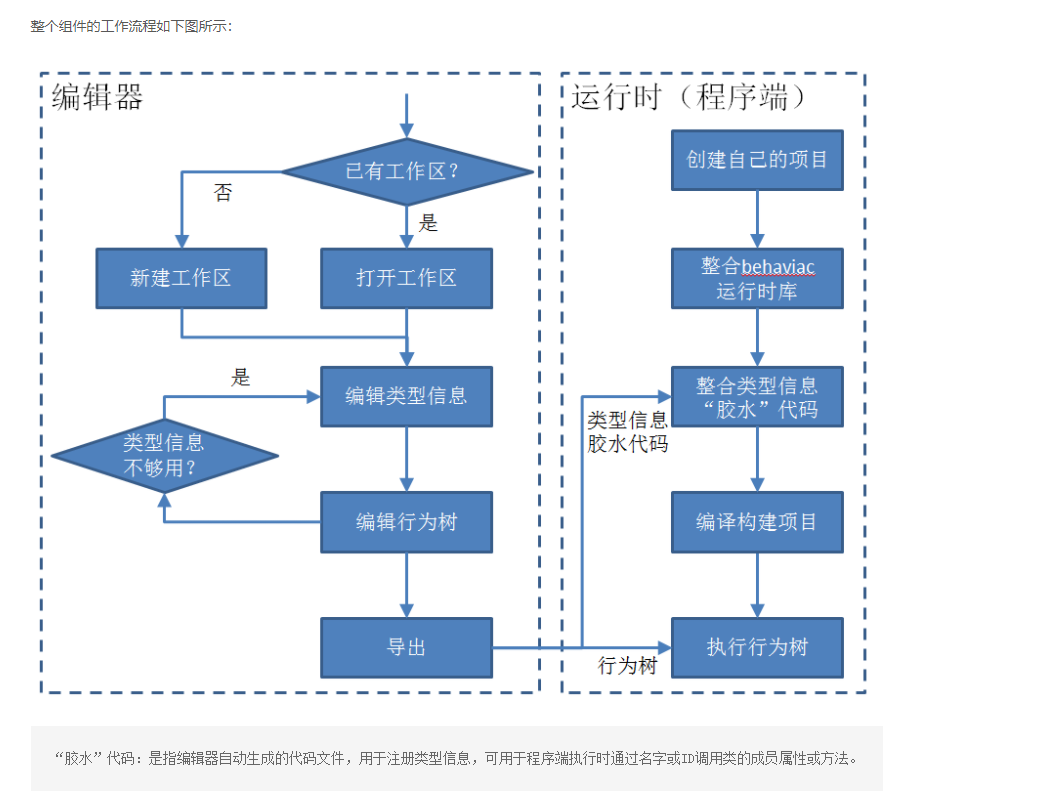 整个组件的工作流程如下图所示:
编辑器
已有工作区?
否
是
新建工作区
打开工作区
是
编辑类型信息
类型信息
不够用?
编辑行为树
导出
运行时（程序端）
创建自己的项目
整合behaviac
运行时库
整合类型信息
“胶水”代码
类型信息
胶水代码
编译构建项目
执行行为树
行为树
“胶水”代码: 是指编辑器自动生成的代码文件，用于注册类型信息，可用于程序端执行时通过名字或ID调用类的成员属性或方法。